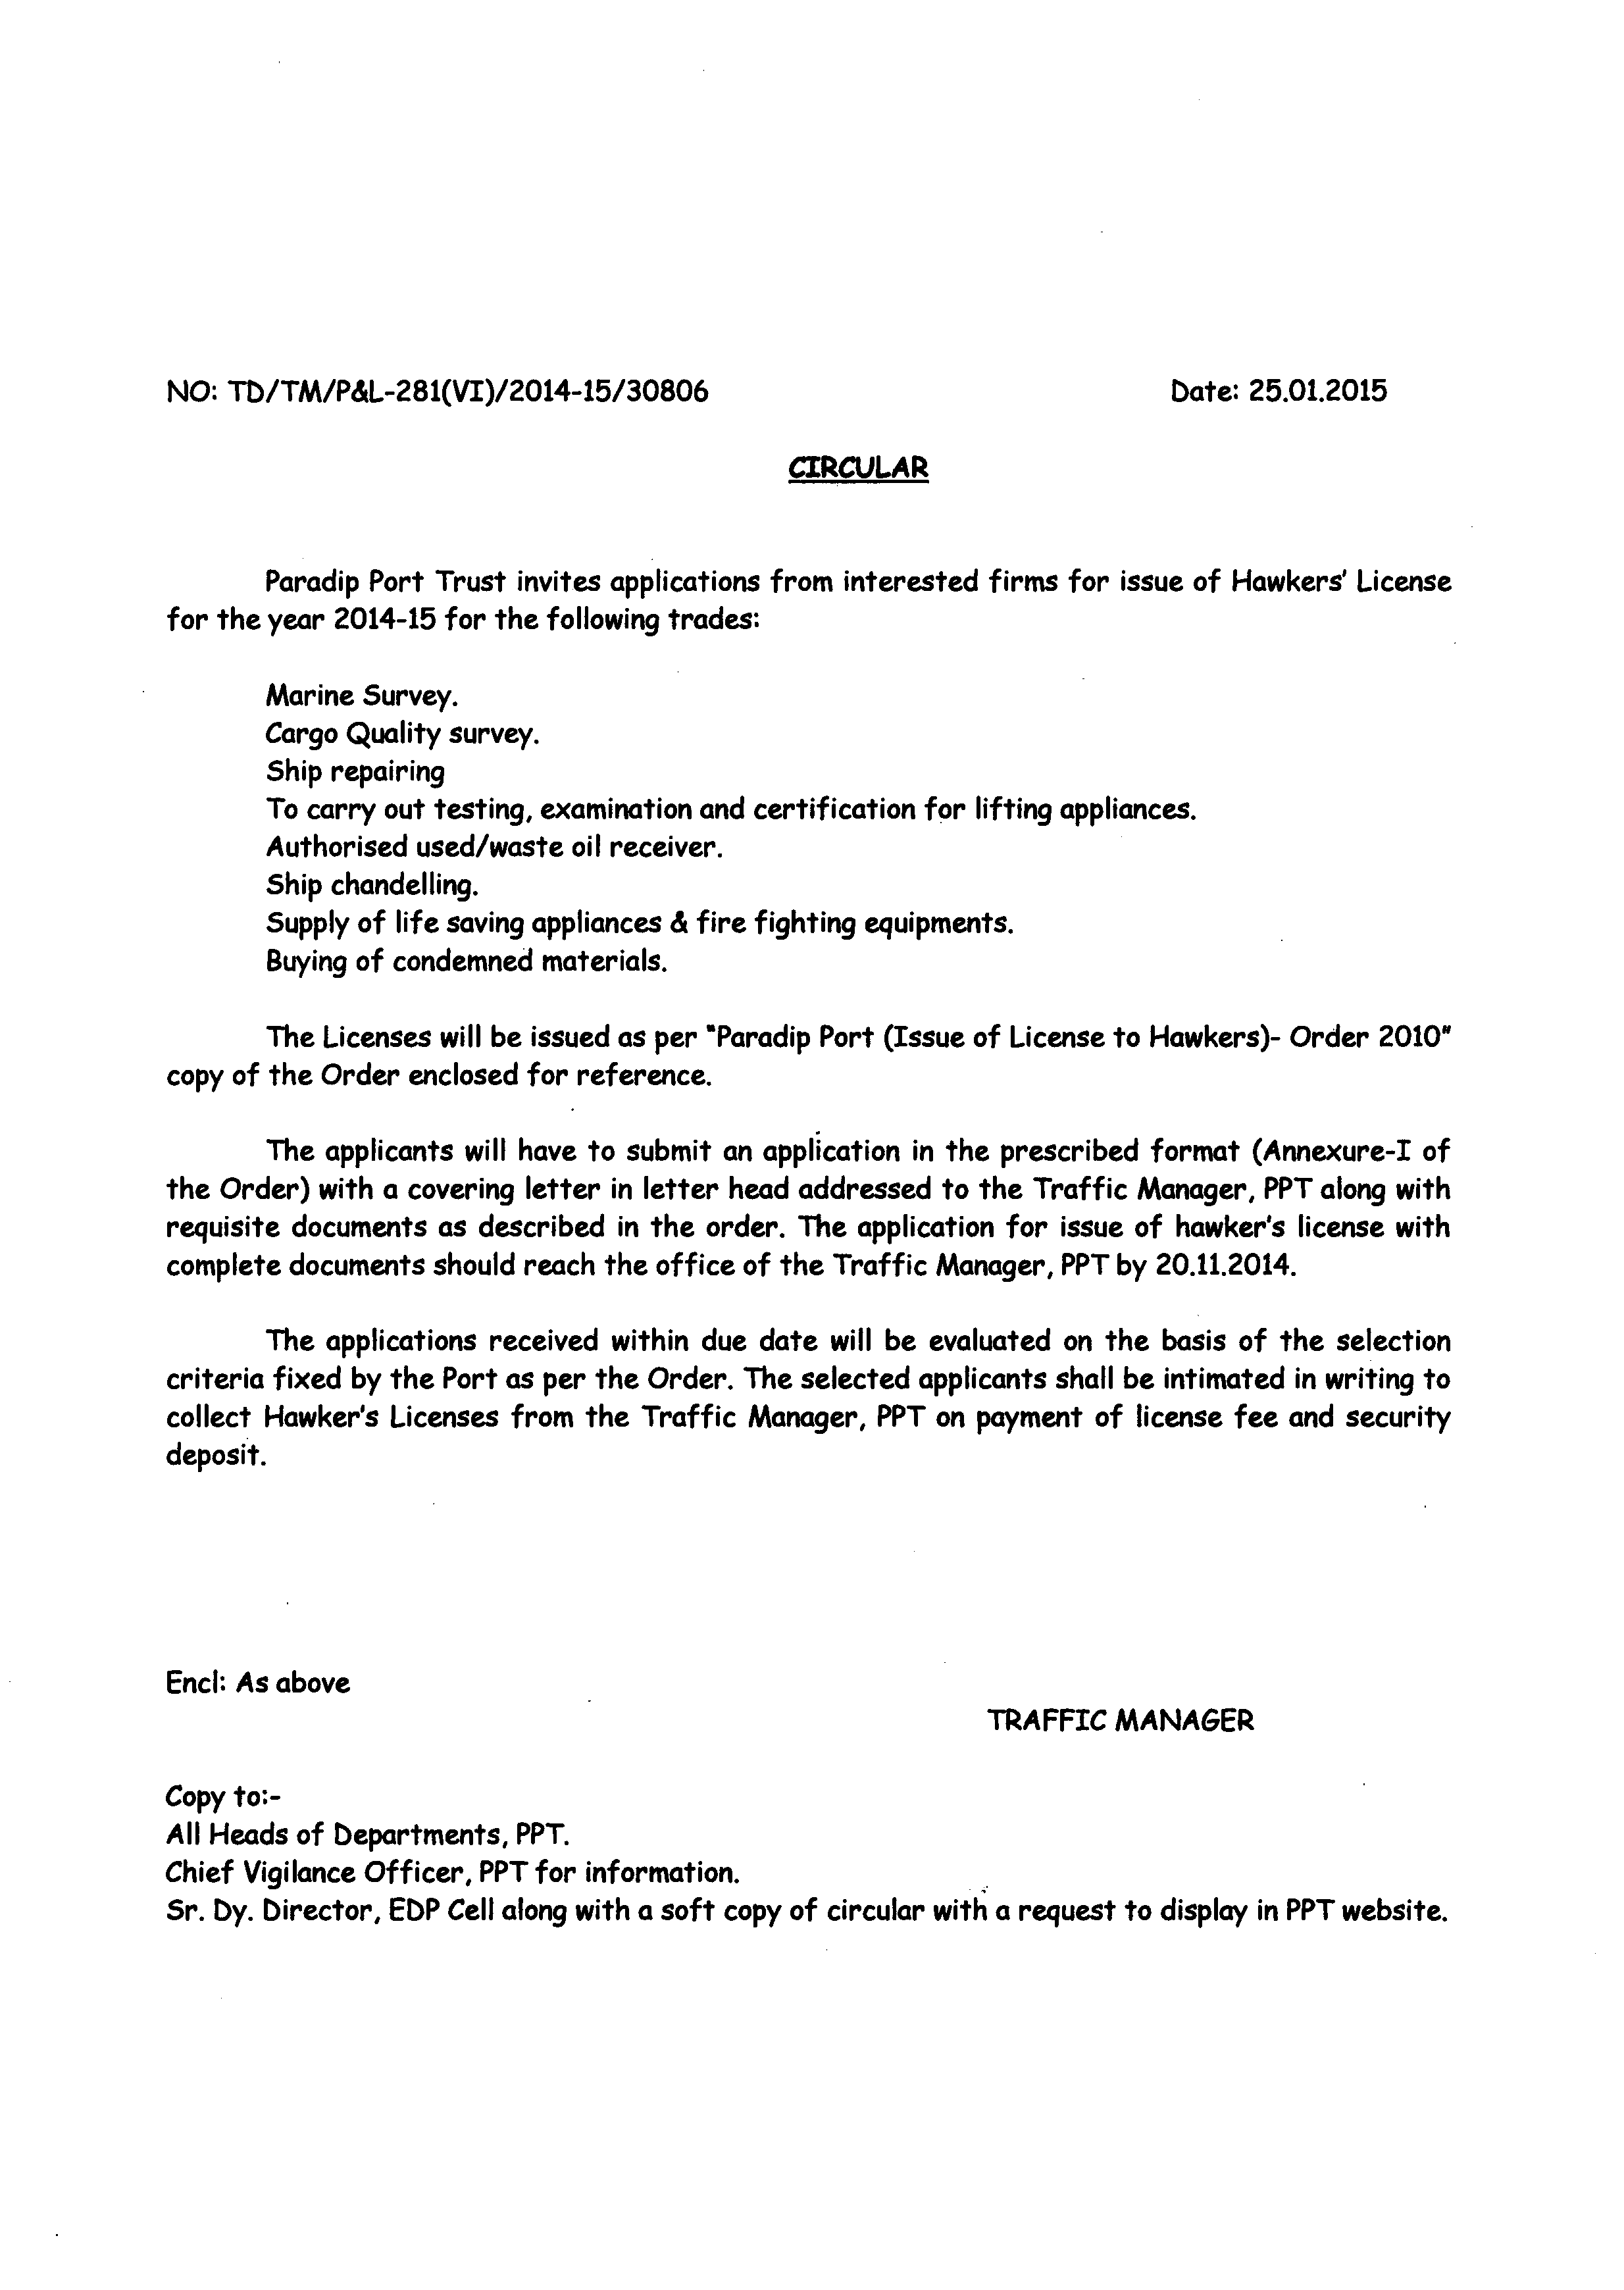 NO: TD/TM/P&L-281(VI)/2014-15/30806 Date: 25.01.2015
CIRCULAR
Paradip Port Trust invites applications from interested firms for issue of Hawkers' License
for the year 2014-15 for the following trades:
Marine Survey.
Cargo Quality survey.
Ship repairing
To carry out testing, examination and certification for lifting appliances.
Authorised used/waste oil receiver.
Ship chandelling.
Supply of life saving appliances & fire fighting equipments.
Buying of condemned materials.
The Licenses will be issued as per "Paradip Port (Issue of License to Hawkers)- Order 2010"
copy of the Order enclosed for reference.
The applicants will have to submit an application in the prescribed format (Annexure-I of
the Order) with a covering letter in letter head addressed to the Traffic Manager, PPT along with
requisite documents as described in the order. The application for issue of hawker's license with
complete documents should reach the office of the Traffic Manager, PPT by 20.11.2014.
The applications received within due date will be evaluated on the basis of the selection
criteria fixed by the Port as per the Order. The selected applicants shall be intimated in writing to
collect Hawker's Licenses from the Traffic Manager, PPT on payment of license fee and security
deposit.
Encl: As above
TRAFFIC MANAGER
Copy to:-
All Heads of Departments, PPT.
Chief Vigilance Officer, PPT for information.
Sr. Dy. Director, EDP Cell along with a soft copy of circular with a request to display in PPT website.